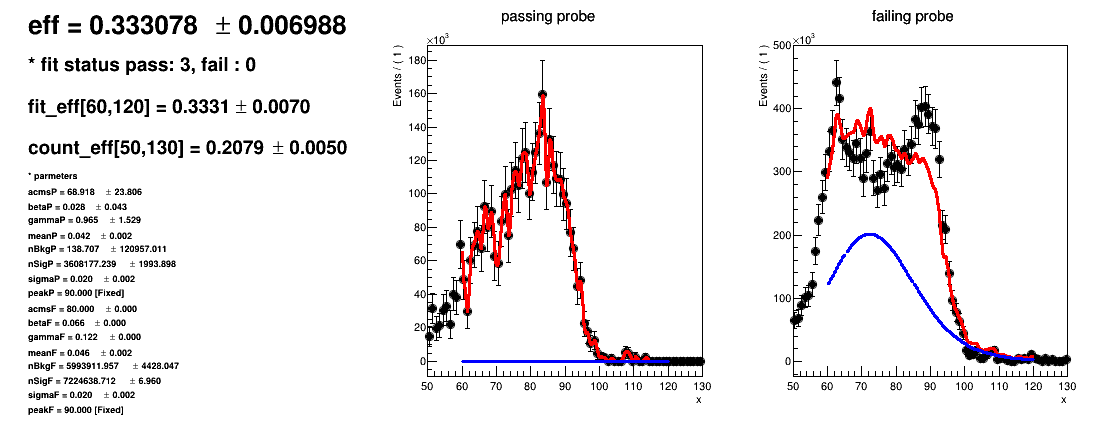 eff = 0.333078 ± 0.006988
* fit status pass: 3, fail : 0
fit_eff[60,120] = 0.3331 ± 0.0070
count_eff[50,130] = 0.2079 ± 0.0050
* parmeters
acmsP = 68.918 ± 23.806
betaP = 0.028 ± 0.043
gammaP = 0.965 ± 1.529
meanP = 0.042 ± 0.002
nBkgP = 138.707 ± 120957.011
nSigP = 3608177.239 ± 1993.898
sigmaP = 0.020 ± 0.002
peakP = 90.000 [Fixed]
acmsF = 80.000 ± 0.000
betaF = 0.066 ± 0.000
gammaF = 0.122 ± 0.000
meanF = 0.046 ± 0.002
nBkgF = 5993911.957 ± 4428.047
nSigF = 7224638.712 ± 6.960
sigmaF = 0.020 ± 0.002
peakF = 90.000 [Fixed]
passing probe
×10³
Events / ( 1 )
180
160
140
120
100
80
60
40
20
0
50 60 70 80 90 100 110 120 130
x
failing probe
×10³
Events / ( 1 )
500
400
300
200
100
0
50 60 70 80 90 100 110 120 130
x